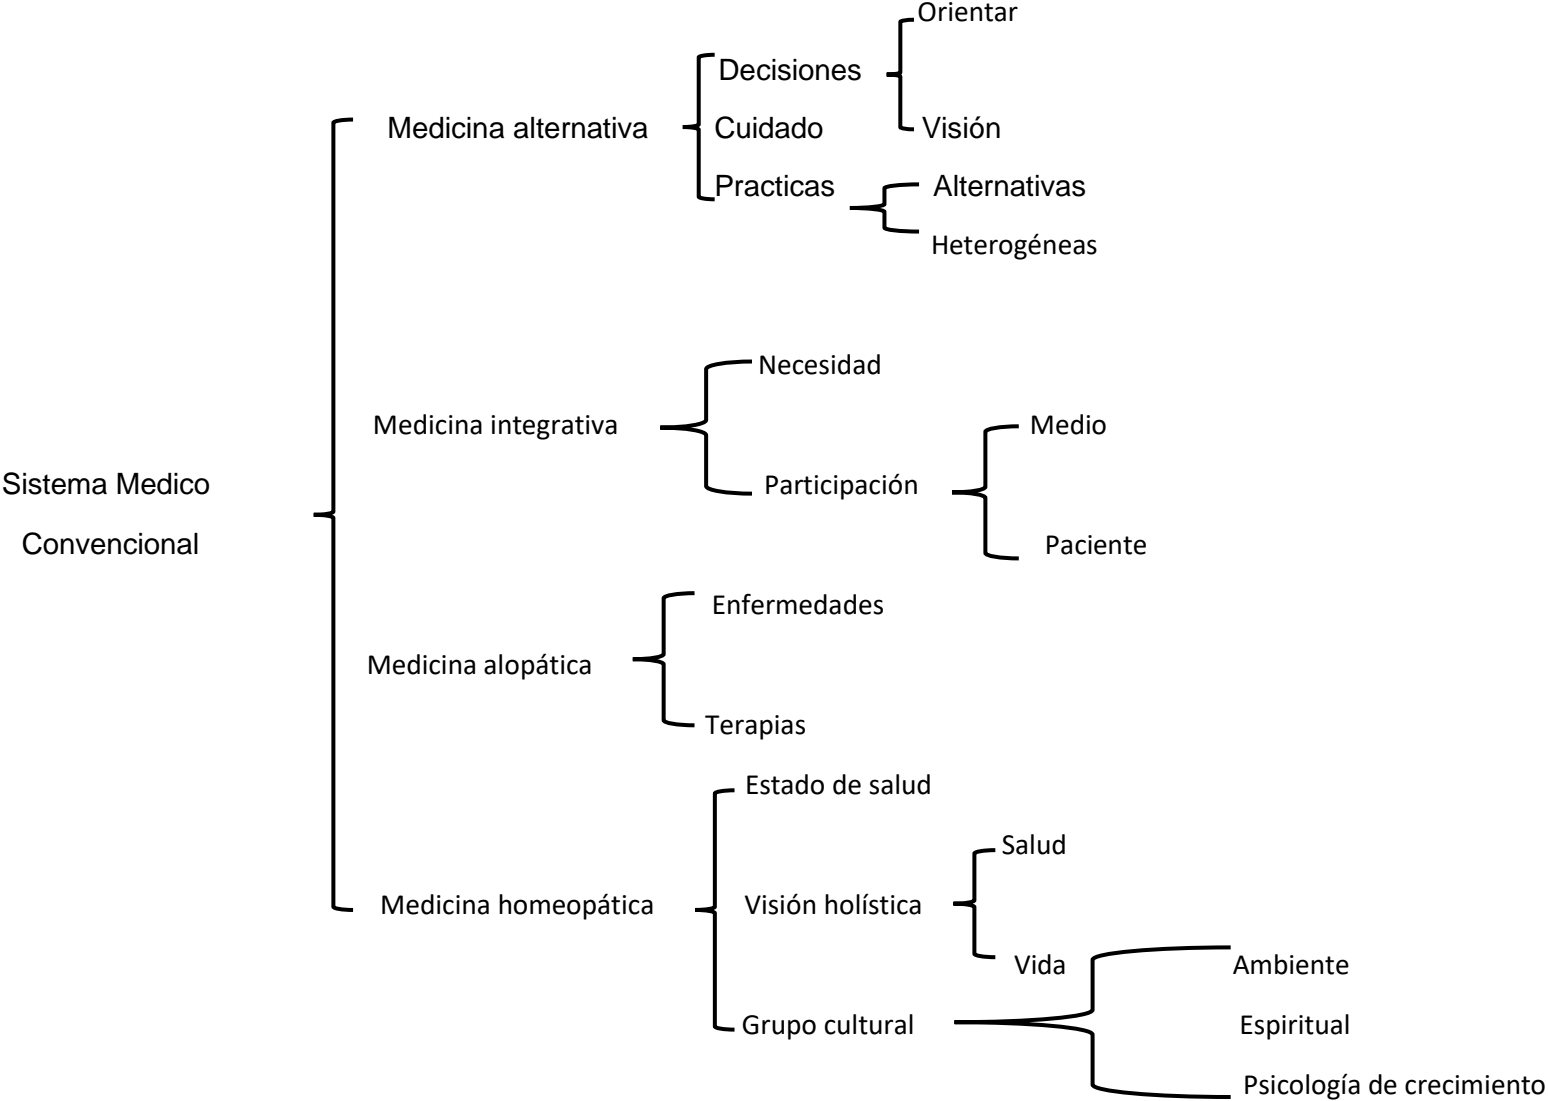 Orientar
Decisiones
Medicina alternativa
Cuidado
Visión
Practicas
Alternativas
Heterogéneas
Necesidad
Medicina integrativa
Medio
Sistema Medico
Participación
Convencional
Paciente
Enfermedades
Medicina alopática
Terapias
Estado de salud
Salud
Medicina homeopática
Visión holística
Vida
Ambiente
Grupo cultural
Espiritual
Psicología de crecimiento